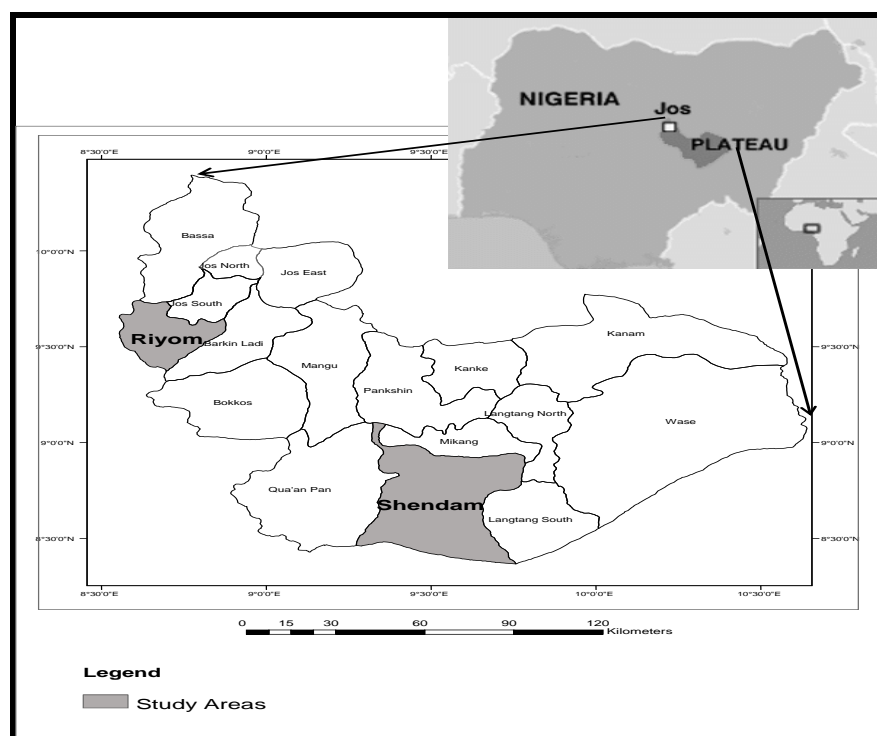 NIGERIA
Jos
PLATEAU
8°30'0"E
9°0'0"E
9°30'0"E
10°0'0"N
10°0'0"N
9°30'0"N
9°30'0"N
9°0'0"N
9°0'0"N
8°30'0"N
8°30'0"N
Bassa
Jos North
Jos East
Jos South
Riyom
Barkin Ladi
Mangu
Kanam
Kanke
Pankshin
Bokkos
Langtang North
Wase
Mikang
Qua'an Pan
Shendam
Langtang South
8°30'0"E
9°0'0"E
9°30'0"E
10°0'0"E
10°30'0"E
0 15 30 60 90 120
Kilometers
Legend
Study Areas